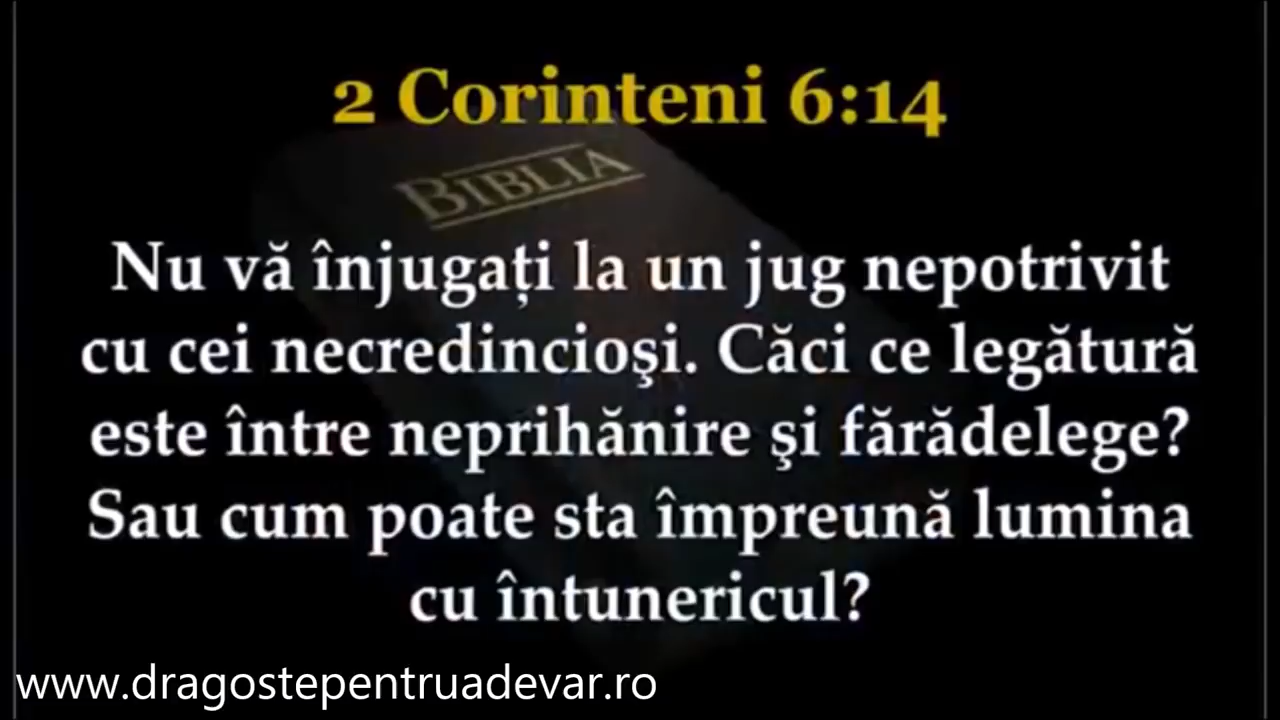 2 Corinteni 6:14
BIBLIA
Nu vă înjugați la un jug nepotrivit
cu cei necredincioşi. Căci ce legătură
este între neprihănire şi fărădelege?
Sau cum poate sta împreună lumina
cu întunericul?
www.dragostepentruadevar.ro